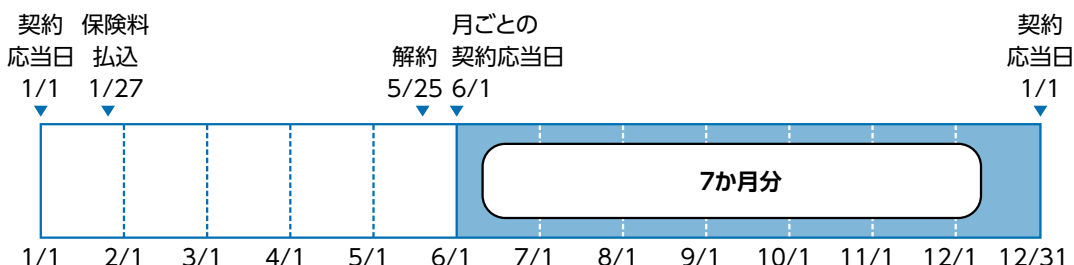 契約
応当日
1/1
保険料
払込
1/27
解約
5/25
月ごとの
契約応当日
6/1
契約
応当日
1/1
7か月分
1/1 2/1 3/1 4/1 5/1 6/1 7/1 8/1 9/1 10/1 11/1 12/1 12/31